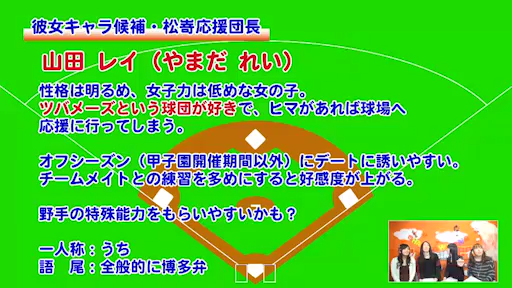 彼女キャラ候補・松嵜応援団長
山田 レイ（やまだ れい）
性格は明るめ、女子力は低めな女の子。
ツバメーズという球団が好きで、ヒマがあれば球場へ
応援に行ってしまう。
オフシーズン（甲子園開催期間以外）にデートに誘いやすい。
チームメイトとの練習を多めにすると好感度が上がる。
野手の特殊能力をもらいやすいかも？
一人称：うち
語　尾：全般的に博多弁